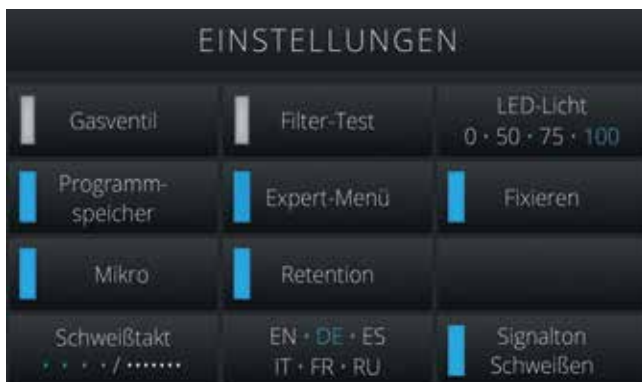 EINSTELLUNGEN
Gasventil
Filter-Test
LED-Licht
0 · 50 · 75 · 100
Programm-
speicher
Expert-Menü
Fixieren
Mikro
Retention
Schweißtakt
EN · DE · ES
IT · FR · RU
Signalton
Schweißen